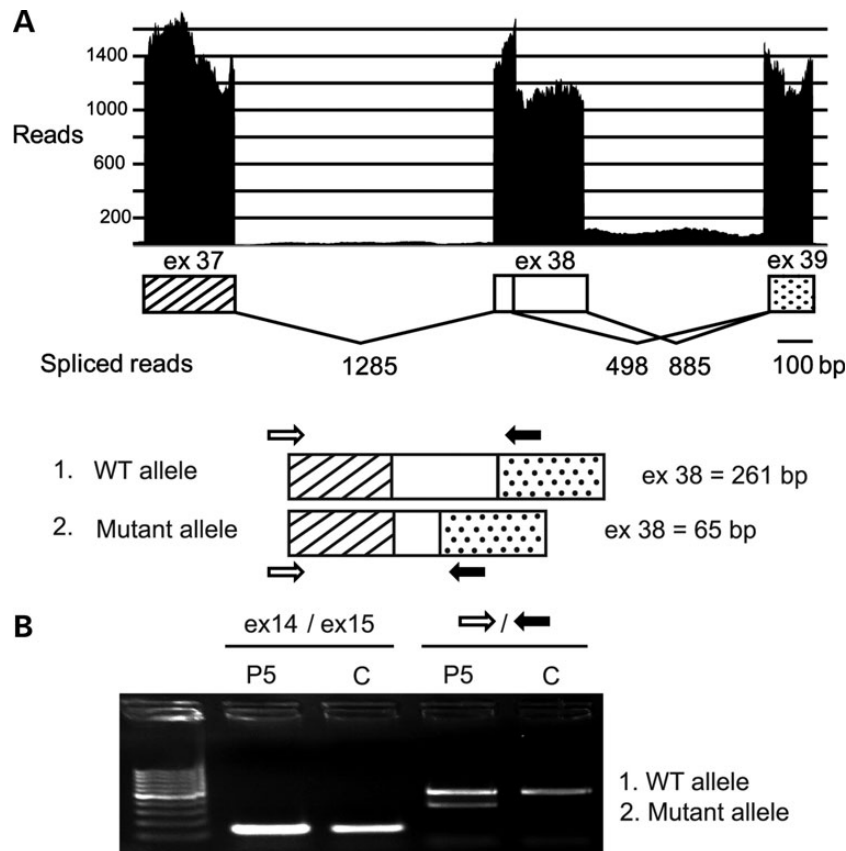 A
1400
1000
Reads
600
200
ex 37 ex 38 ex 39
Spliced reads 1285 498 885 100 bp
1. WT allele ex 38 = 261 bp
2. Mutant allele ex 38 = 65 bp
B
ex14 / ex15 /
P5 C P5 C
1. WT allele
2. Mutant allele